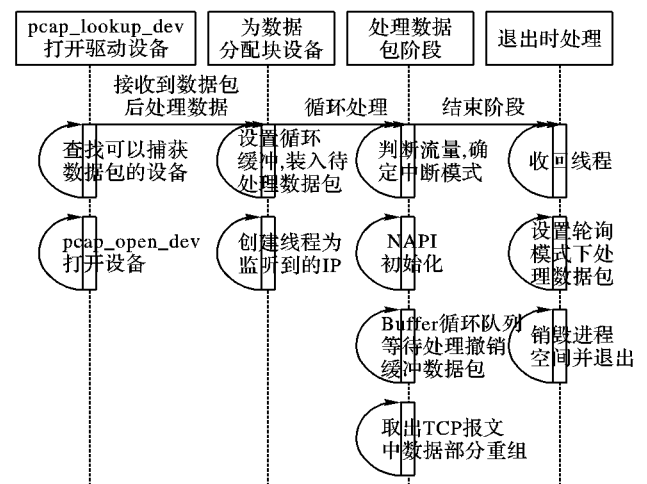 pcap_lookup_dev
打开驱动设备
为数据
分配块设备
处理数据
包阶段
退出时处理
接收到数据包
后处理数据
循环处理
结束阶段
查找可以捕获
数据包的设备
设置循环
缓冲,装入待
处理数据包
判断流量,确
定中断模式
收回线程
pcap_open_dev
打开设备
创建线程为
监听到的IP
NAPI
初始化
设置轮询
模式下处
理数据包
Buffer循环队列
等待处理撤销
缓冲数据包
销毁进程
空间并退出
取出TCP报文
中数据部分重组